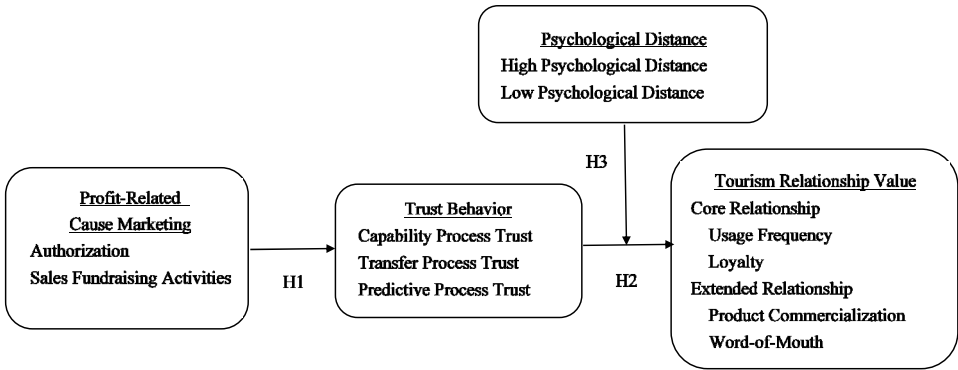 Psychological Distance
High Psychological Distance
Low Psychological Distance
H3
Profit-Related
Cause Marketing
Authorization
Sales Fundraising Activities
H1
Trust Behavior
Capability Process Trust
Transfer Process Trust
Predictive Process Trust
H2
Tourism Relationship Value
Core Relationship
Usage Frequency
Loyalty
Extended Relationship
Product Commercialization
Word-of-Mouth